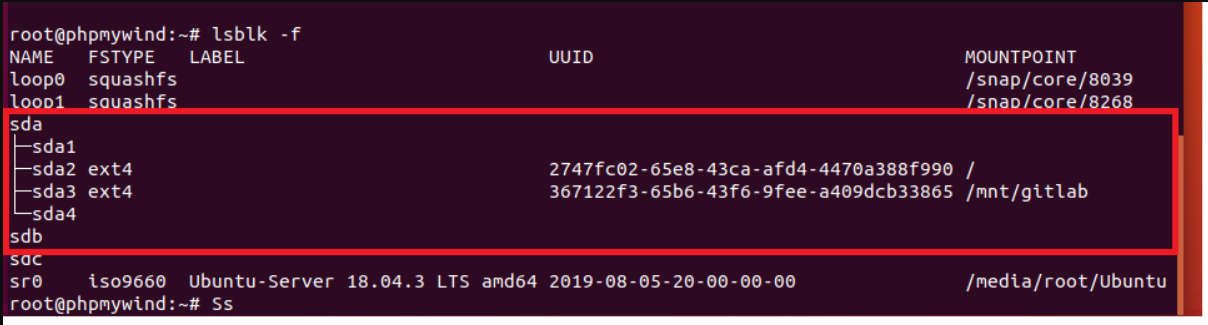 root@phpmywind:~# lsblk -f
NAME   FSTYPE   LABEL                           UUID                                 MOUNTPOINT
loop0  squashfs                                                                      /snap/core/8039
loop1  squashfs                                                                      /snap/core/8268
sda
├─sda1
├─sda2 ext4                                     2747fc02-65e8-43ca-afd4-4470a388f990 /
├─sda3 ext4                                     367122f3-65b6-43f6-9fee-a409dcb33865 /mnt/gitlab
└─sda4
sdb
sdc
sr0    iso9660  Ubuntu-Server 18.04.3 LTS amd64 2019-08-05-20-00-00-00               /media/root/Ubuntu
root@phpmywind:~# Ss